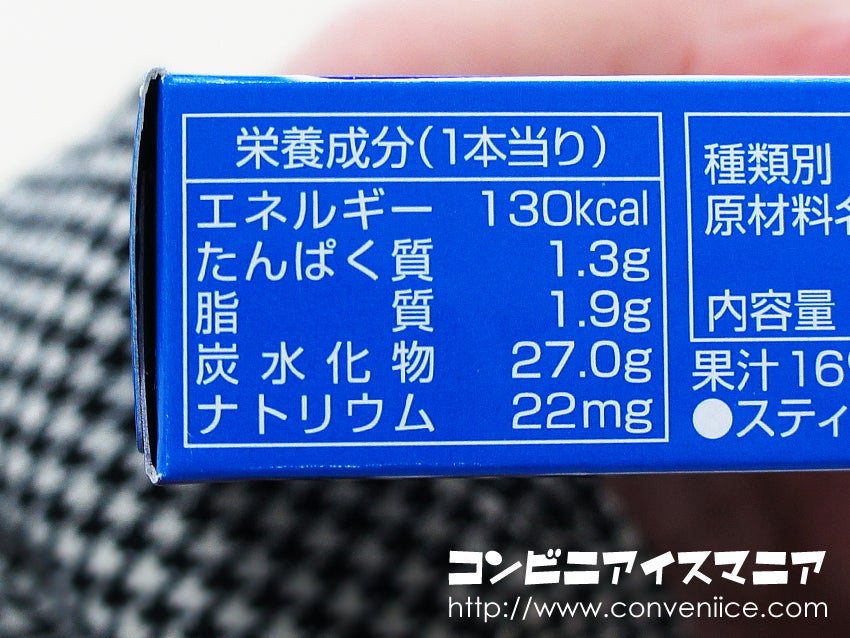 栄養成分(1本当り)
エネルギー 130kcal
たんぱく質 1.3g
脂質 1.9g
炭水化物 27.0g
ナトリウム 22mg
種類別
原材料名
内容量
果汁16%
●スティ
コンビニアイスマニア
http://www.conveniice.com/